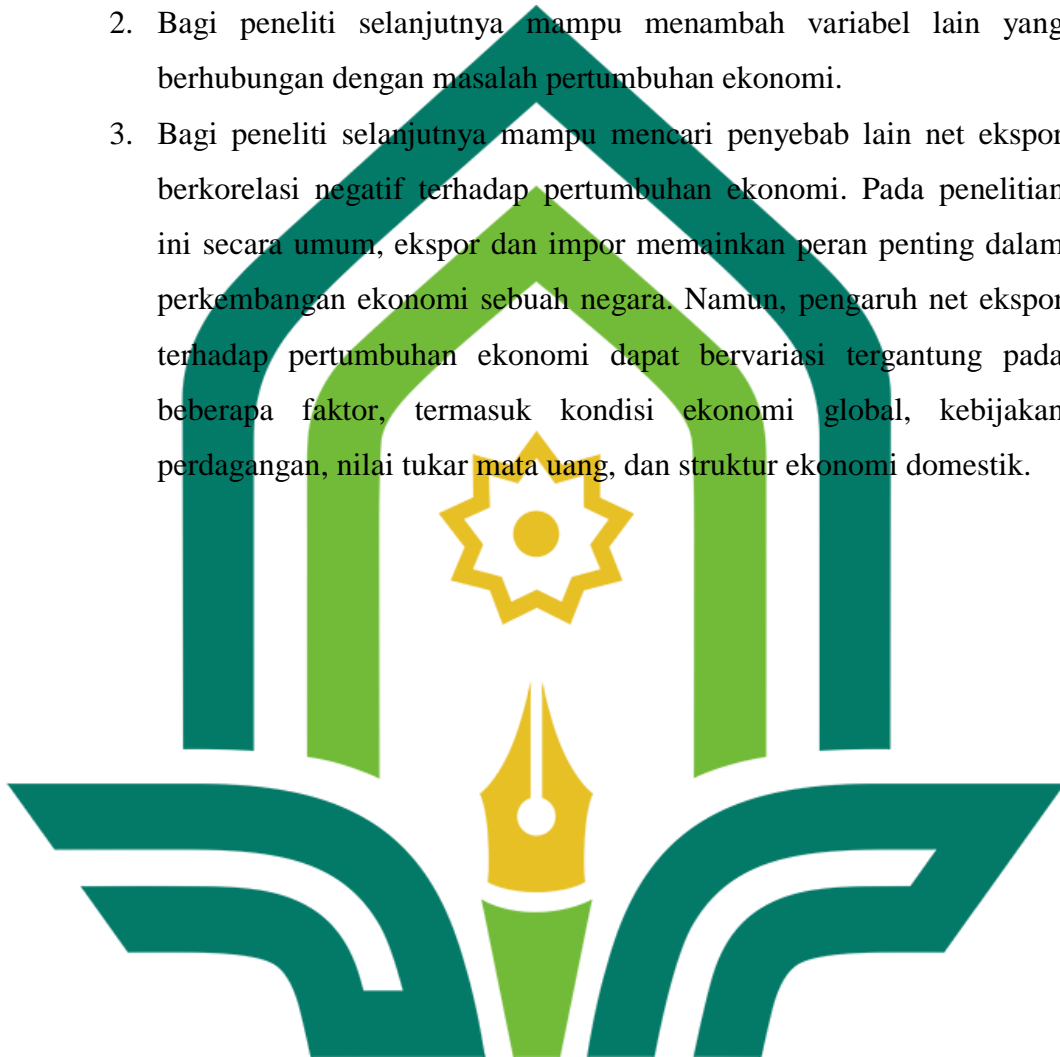 2. Bagi peneliti selanjutnya mampu menambah variabel lain yang
berhubungan dengan masalah pertumbuhan ekonomi.
3. Bagi peneliti selanjutnya mampu mencari penyebab lain net ekspor
berkorelasi negatif terhadap pertumbuhan ekonomi. Pada penelitian
ini secara umum, ekspor dan impor memainkan peran penting dalam
perkembangan ekonomi sebuah negara. Namun, pengaruh net ekspor
terhadap pertumbuhan ekonomi dapat bervariasi tergantung pada
beberapa faktor, termasuk kondisi ekonomi global, kebijakan
perdagangan, nilai tukar mata uang, dan struktur ekonomi domestik.